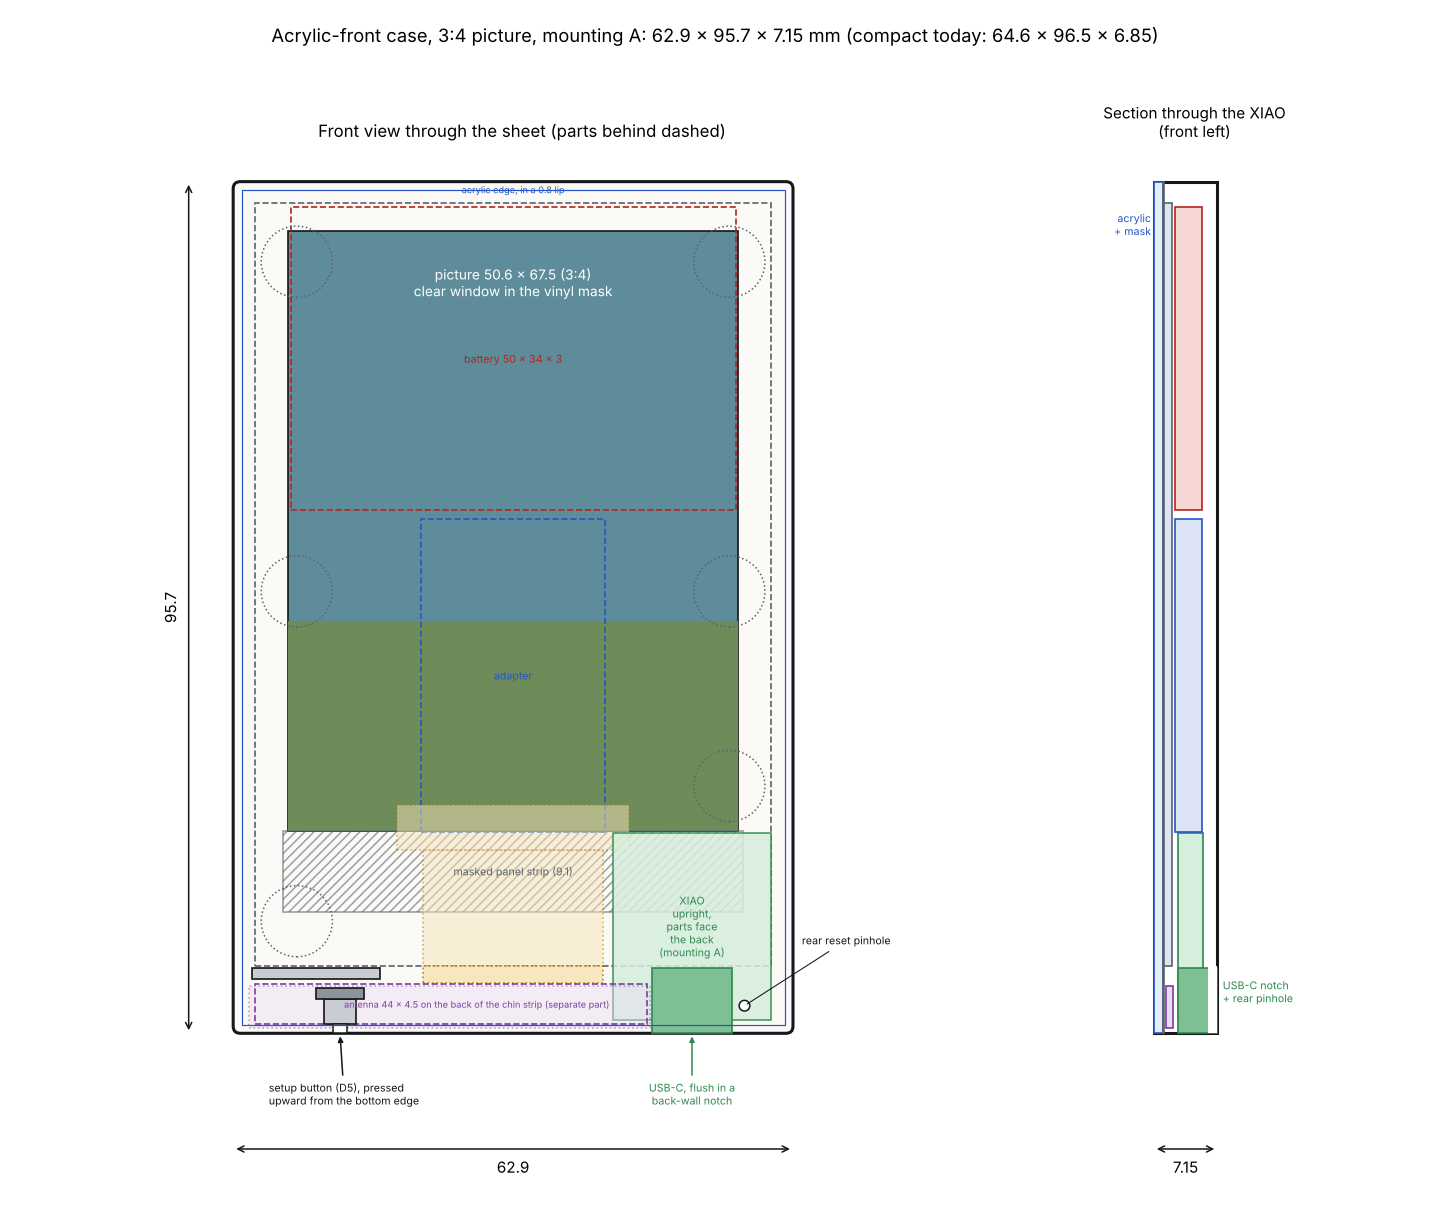 Acrylic-front case, 3:4 picture, mounting A: 62.9 × 95.7 × 7.15 mm (compact today: 64.6 × 96.5 × 6.85)
Front view through the sheet (parts behind dashed)
Section through the XIAO
(front left)
acrylic edge, in a 0.8 lip
acrylic
+ mask
picture 50.6 × 67.5 (3:4)
clear window in the vinyl mask
battery 50 × 34 × 3
95.7
adapter
masked panel strip (9.1)
XIAO
upright,
parts face
the back
(mounting A)
rear reset pinhole
USB-C notch
+ rear pinhole
antenna 44 × 4.5 on the back of the chin strip (separate part)
setup button (D5), pressed
upward from the bottom edge
USB-C, flush in a
back-wall notch
62.9
7.15